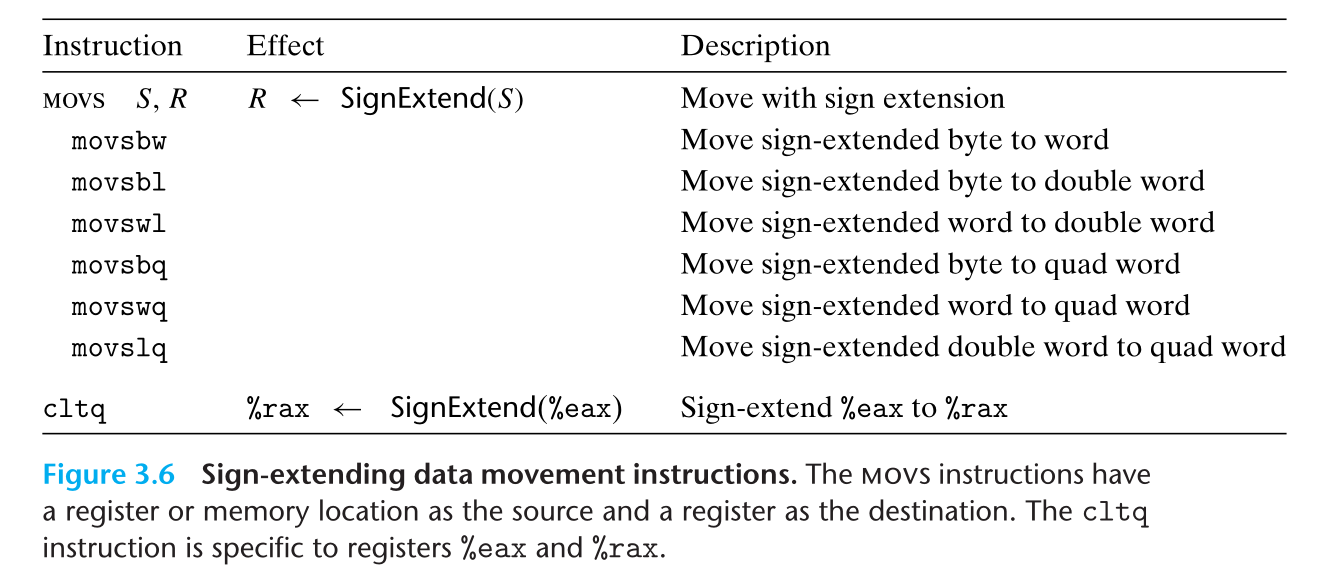 Instruction Effect Description
MOVS S, R R ← SignExtend(S) Move with sign extension
movsbw Move sign-extended byte to word
movsbl Move sign-extended byte to double word
movswl Move sign-extended word to double word
movsbq Move sign-extended byte to quad word
movswq Move sign-extended word to quad word
movslq Move sign-extended double word to quad word
cltq %rax ← SignExtend(%eax) Sign-extend %eax to %rax
Figure 3.6 Sign-extending data movement instructions. The MOVS instructions have
a register or memory location as the source and a register as the destination. The cltq
instruction is specific to registers %eax and %rax.